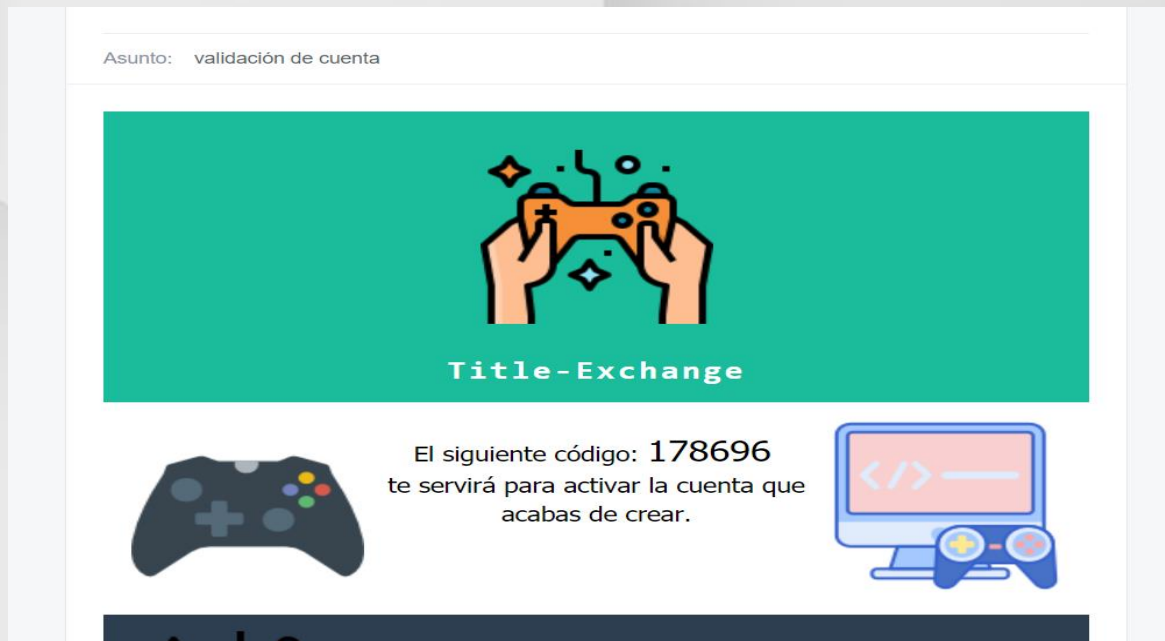 Asunto: validación de cuenta
Title-Exchange
El siguiente código: 178696
te servirá para activar la cuenta que
acabas de crear.